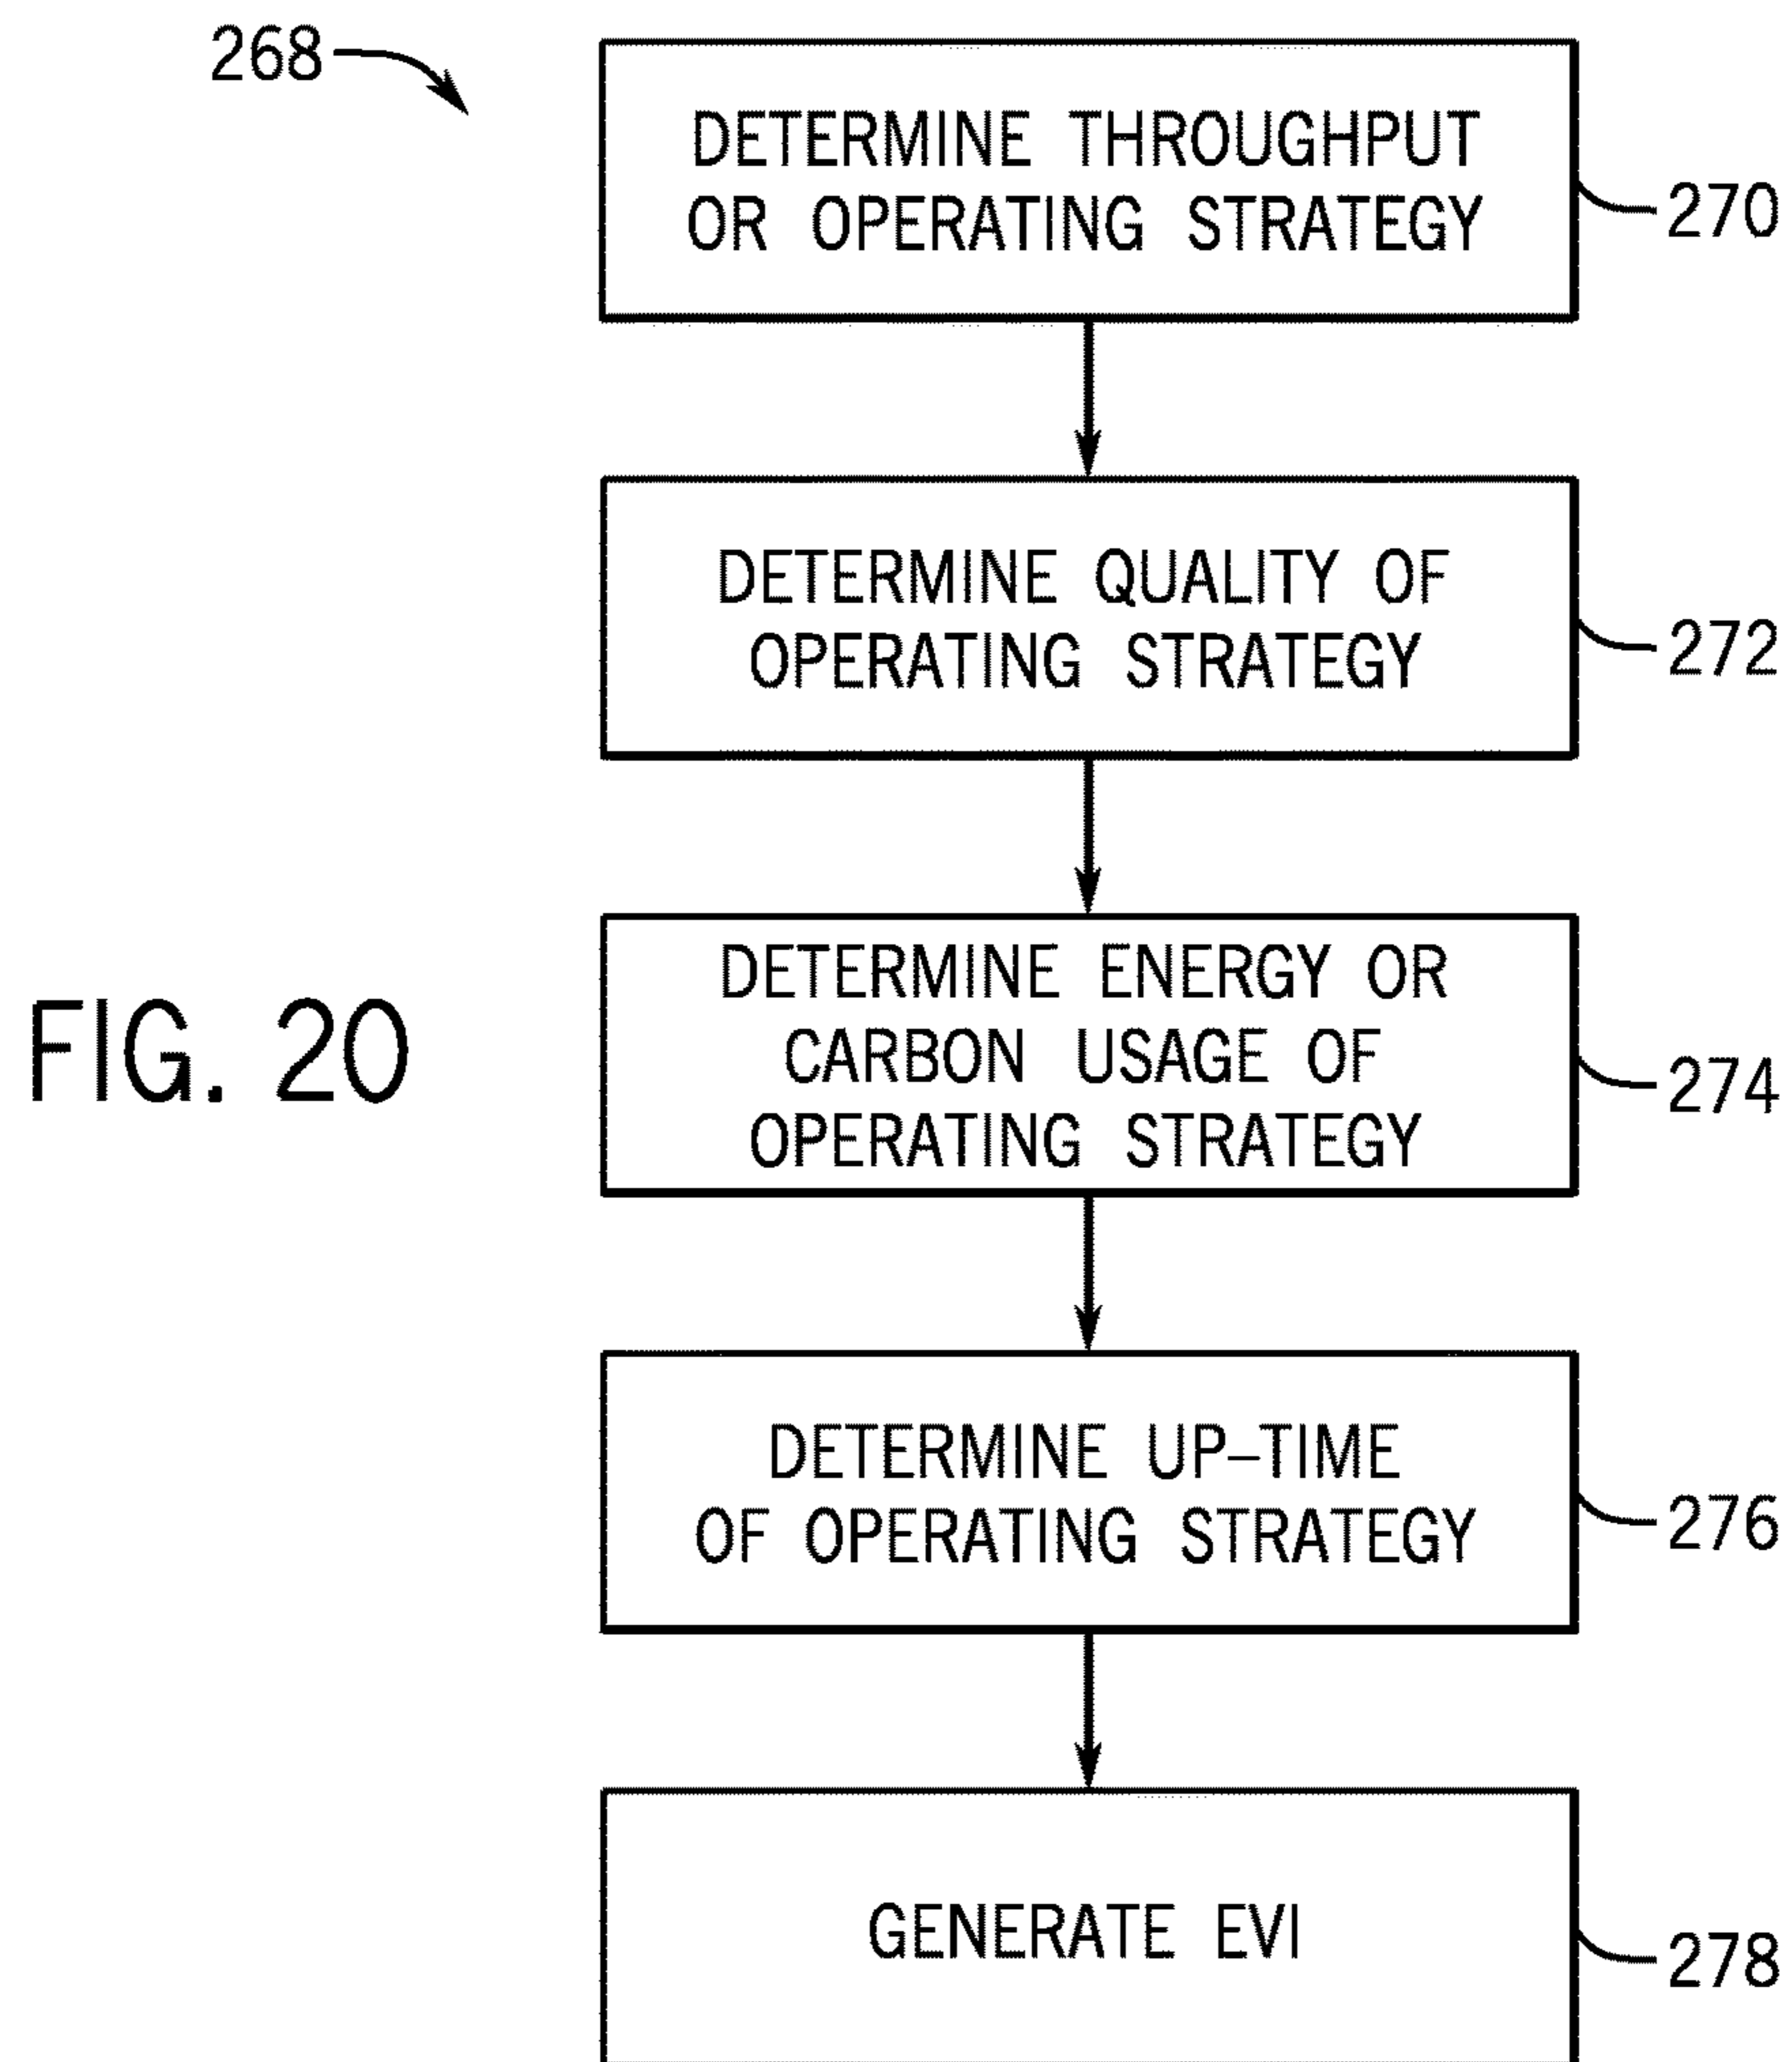 268
DETERMINE THROUGHPUT
OR OPERATING STRATEGY
270
DETERMINE QUALITY OF
OPERATING STRATEGY
272
DETERMINE ENERGY OR
CARBON USAGE OF
OPERATING STRATEGY
274
FIG. 20
DETERMINE UP–TIME
OF OPERATING STRATEGY
276
GENERATE EVI
278